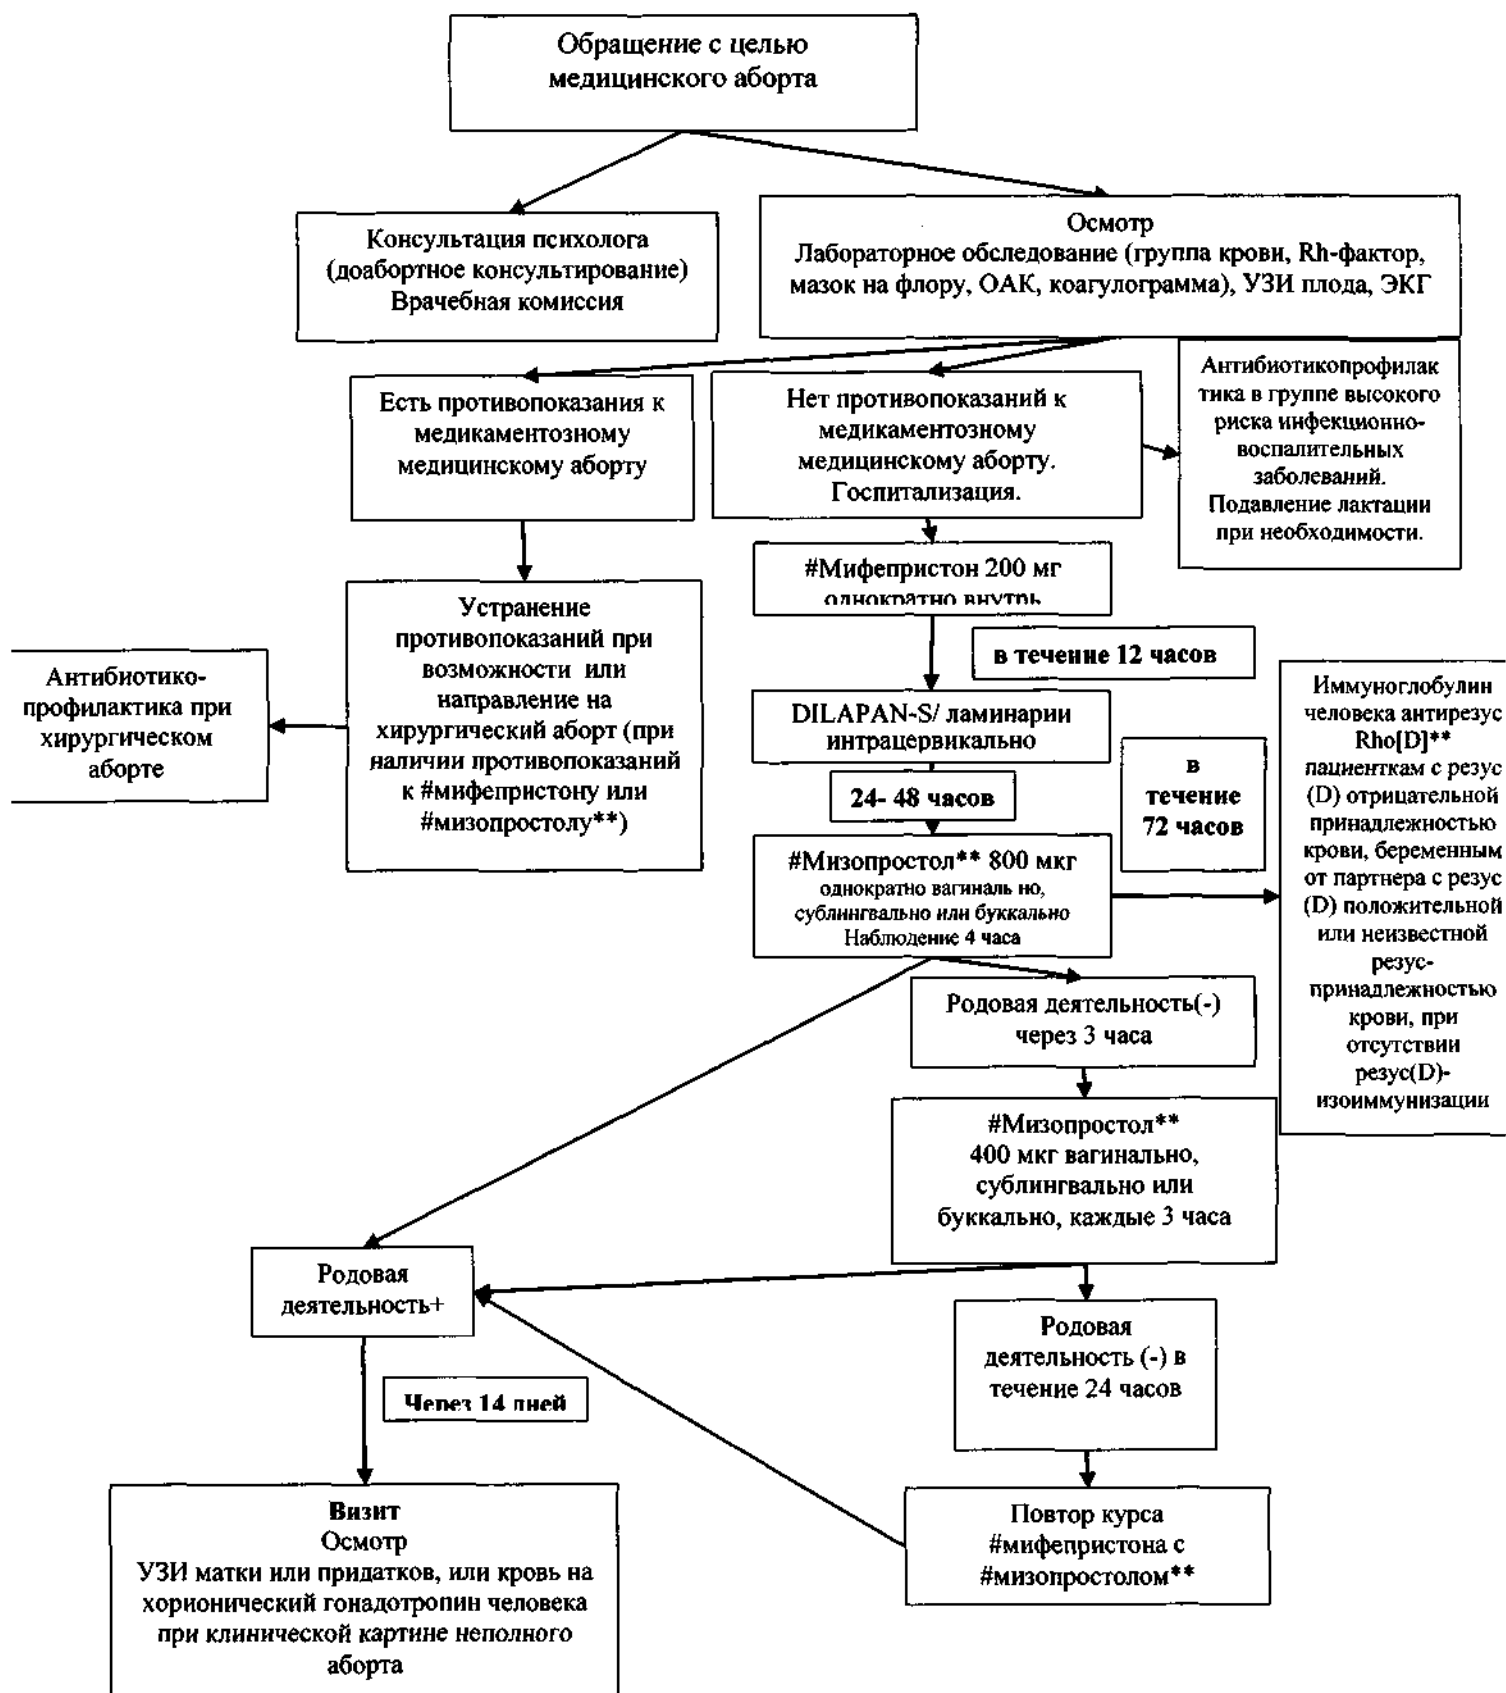 Обращение с целью
медицинского аборта
Консультация психолога
(доабортное консультирование)
Врачебная комиссия
Осмотр
Лабораторное обследование (группа крови, Rh-фактор,
мазок на флору, ОАК, коагулограмма), УЗИ плода, ЭКГ
Есть противопоказания к
медикаментозному
медицинскому аборту
Нет противопоказаний к
медикаментозному
медицинскому аборту.
Госпитализация.
Антибиотикопрофилак
тика в группе высокого
риска инфекционно-
воспалительных
заболеваний.
Подавление лактации
при необходимости.
#Мифепристон 200 мг
однократно внутрь
Устранение
противопоказаний при
возможности или
направление на
хирургический аборт (при
наличии противопоказаний
к #мифепристону или
#мизопростолу**)
Антибиотико-
профилактика при
хирургическом
аборте
в течение 12 часов
DILAPAN-S/ ламинарии
интрацервикально
24- 48 часов
в
течение
72 часов
Иммуноглобулин
человека антирезус
Rho[D]**
пациенткам с резус
(D) отрицательной
принадлежностью
крови, беременным
от партнера с резус
(D) положительной
или неизвестной
резус-
принадлежностью
крови, при
отсутствии
резус(D)-
изоиммунизации
#Мизопростол** 800 мкг
однократно вагиналь но,
сублингвально или буккально
Наблюдение 4 часа
Родовая деятельность(-)
через 3 часа
#Мизопростол**
400 мкг вагинально,
сублингвально или
буккально, каждые 3 часа
Родовая
деятельность+
Родовая
деятельность (-) в
течение 24 часов
Через 14 дней
Визит
Осмотр
УЗИ матки или придатков, или кровь на
хорионический гонадотропин человека
при клинической картине неполного
аборта
Повтор курса
#мифепристона с
#мизопростолом**